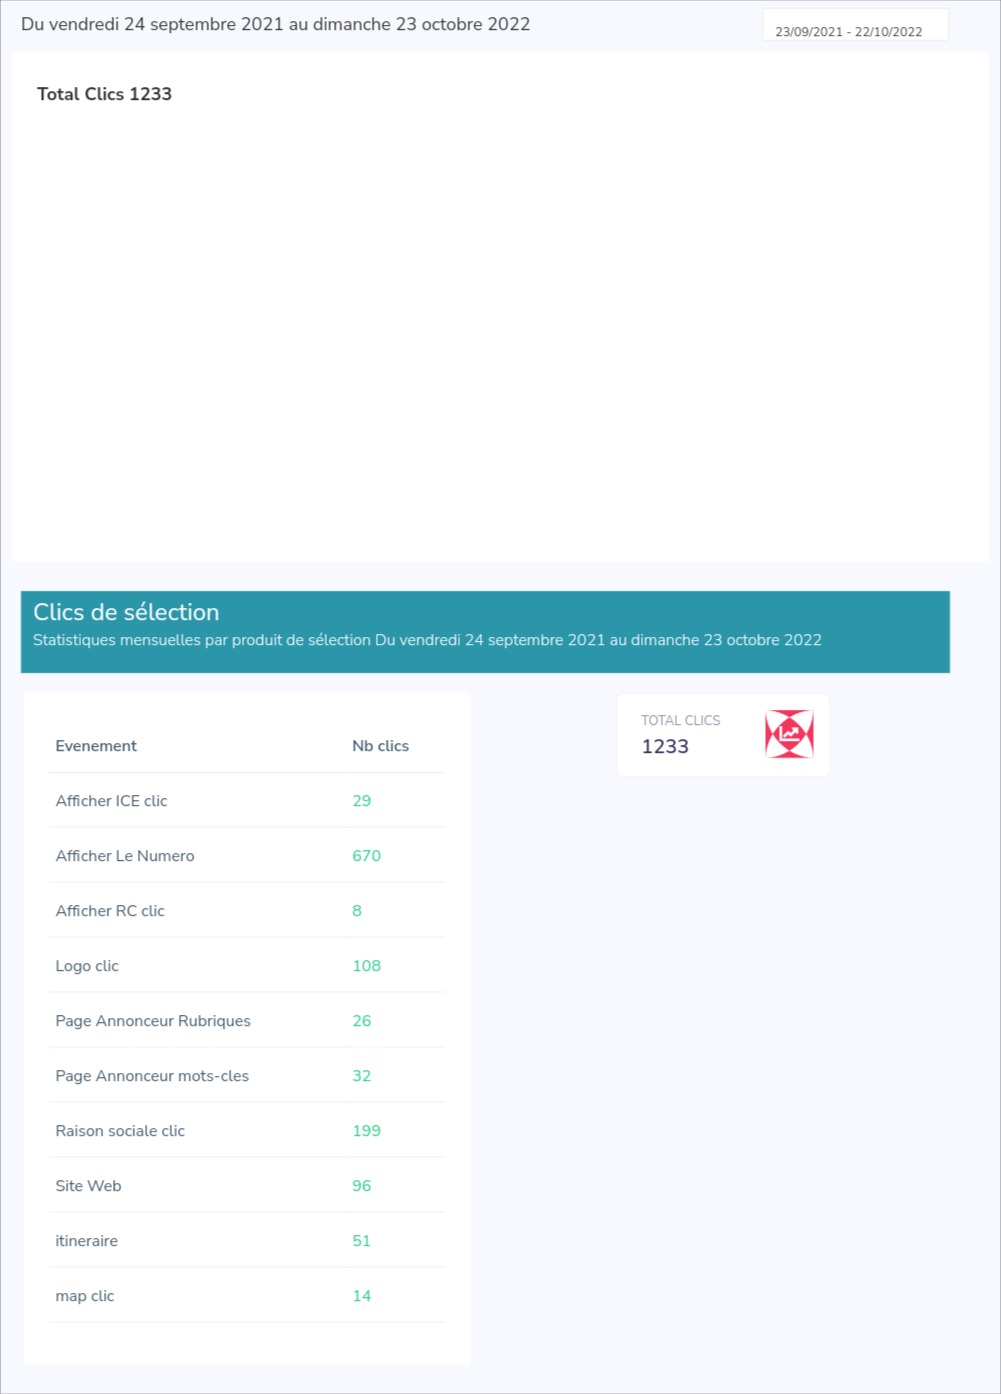 Du vendredi 24 septembre 2021 au dimanche 23 octobre 2022
23/09/2021 - 22/10/2022
Total Clics 1233
Clics de sélection
Statistiques mensuelles par produit de sélection Du vendredi 24 septembre 2021 au dimanche 23 octobre 2022
TOTAL CLICS
1233
Evenement Nb clics
Afficher ICE clic 29
Afficher Le Numero 670
Afficher RC clic 8
Logo clic 108
Page Annonceur Rubriques 26
Page Annonceur mots-cles 32
Raison sociale clic 199
Site Web 96
itineraire 51
map clic 14